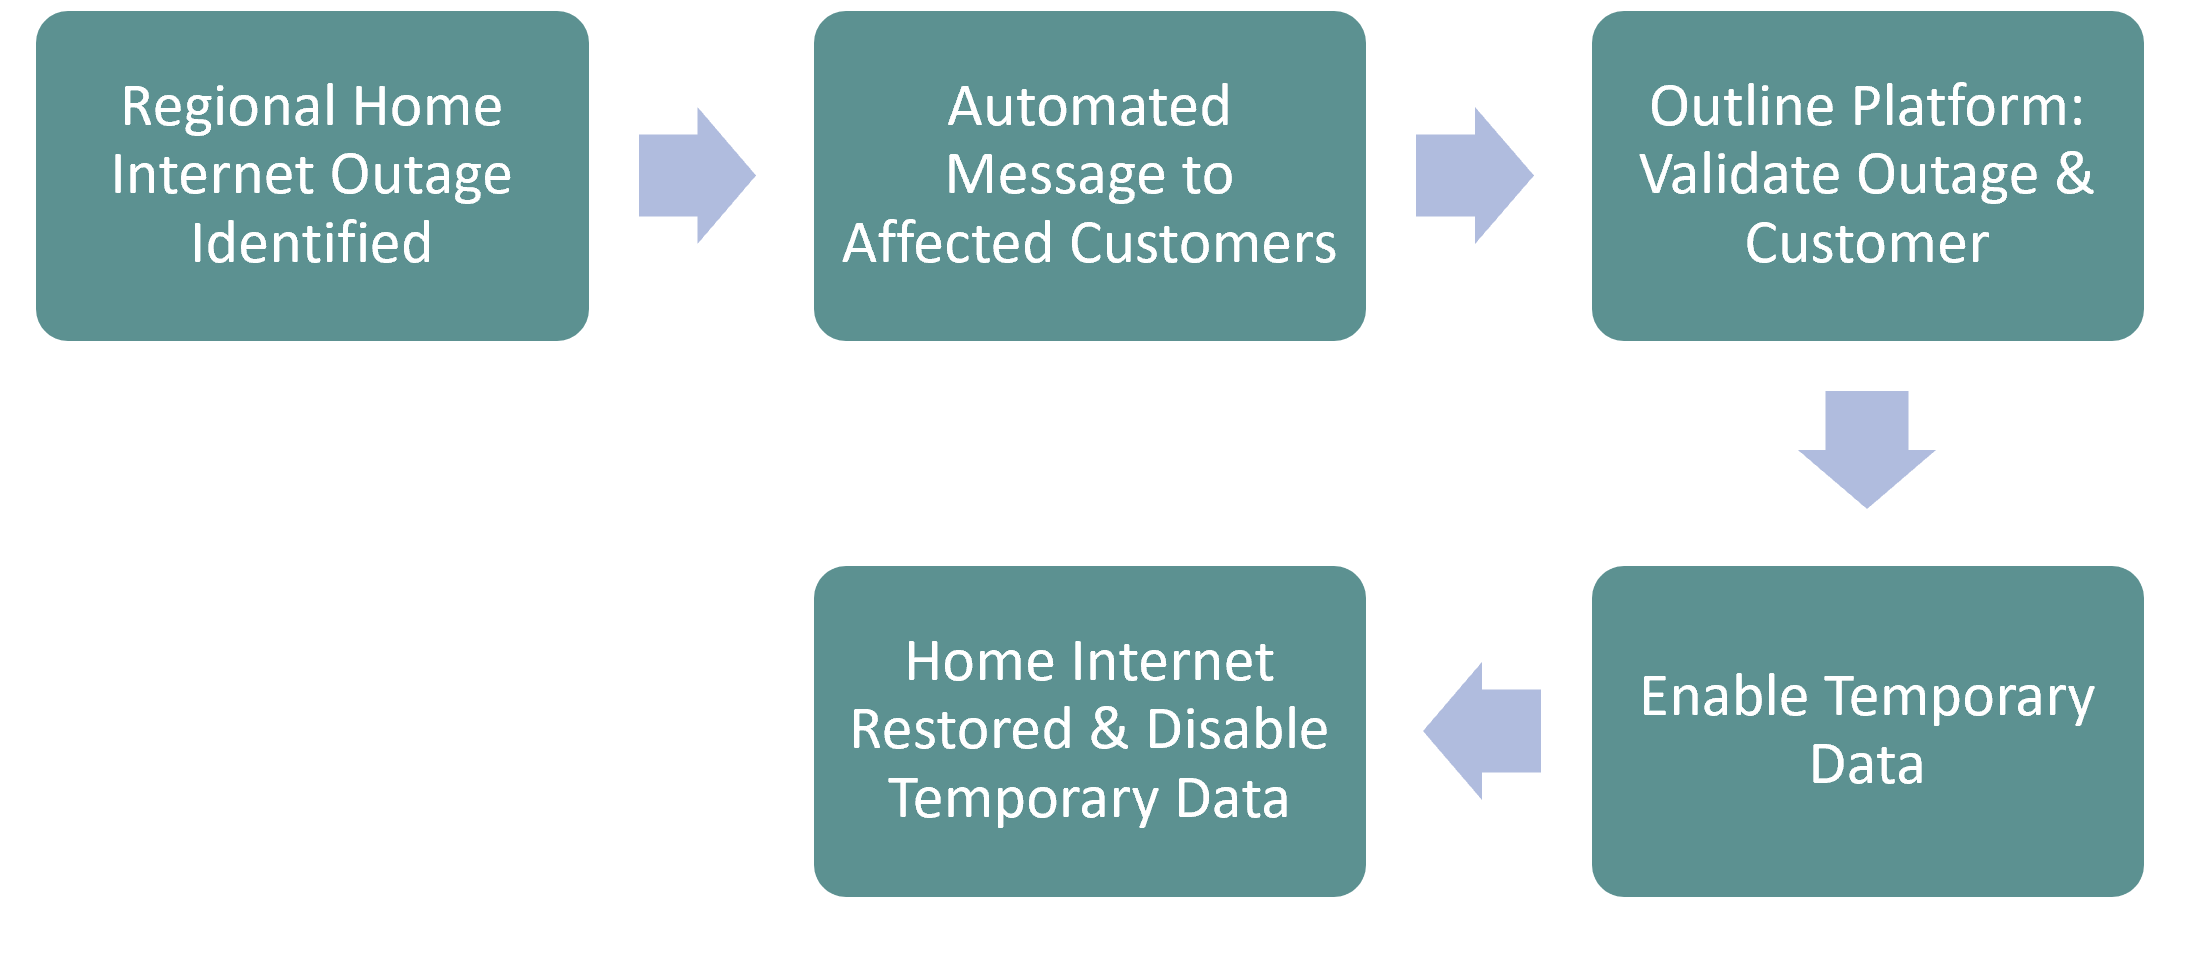 Regional Home
Internet Outage
Identified
Automated
Message to
Affected Customers
Outline Platform:
Validate Outage &
Customer
Enable Temporary
Data
Home Internet
Restored & Disable
Temporary Data